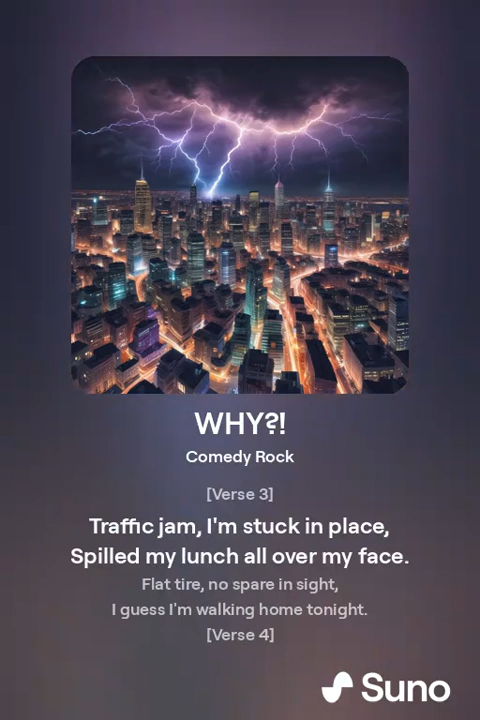 WHY?!
Comedy Rock
[Verse 3]
Traffic jam, I'm stuck in place,
Spilled my lunch all over my face.
Flat tire, no spare in sight,
I guess I'm walking home tonight.
[Verse 4]
Suno